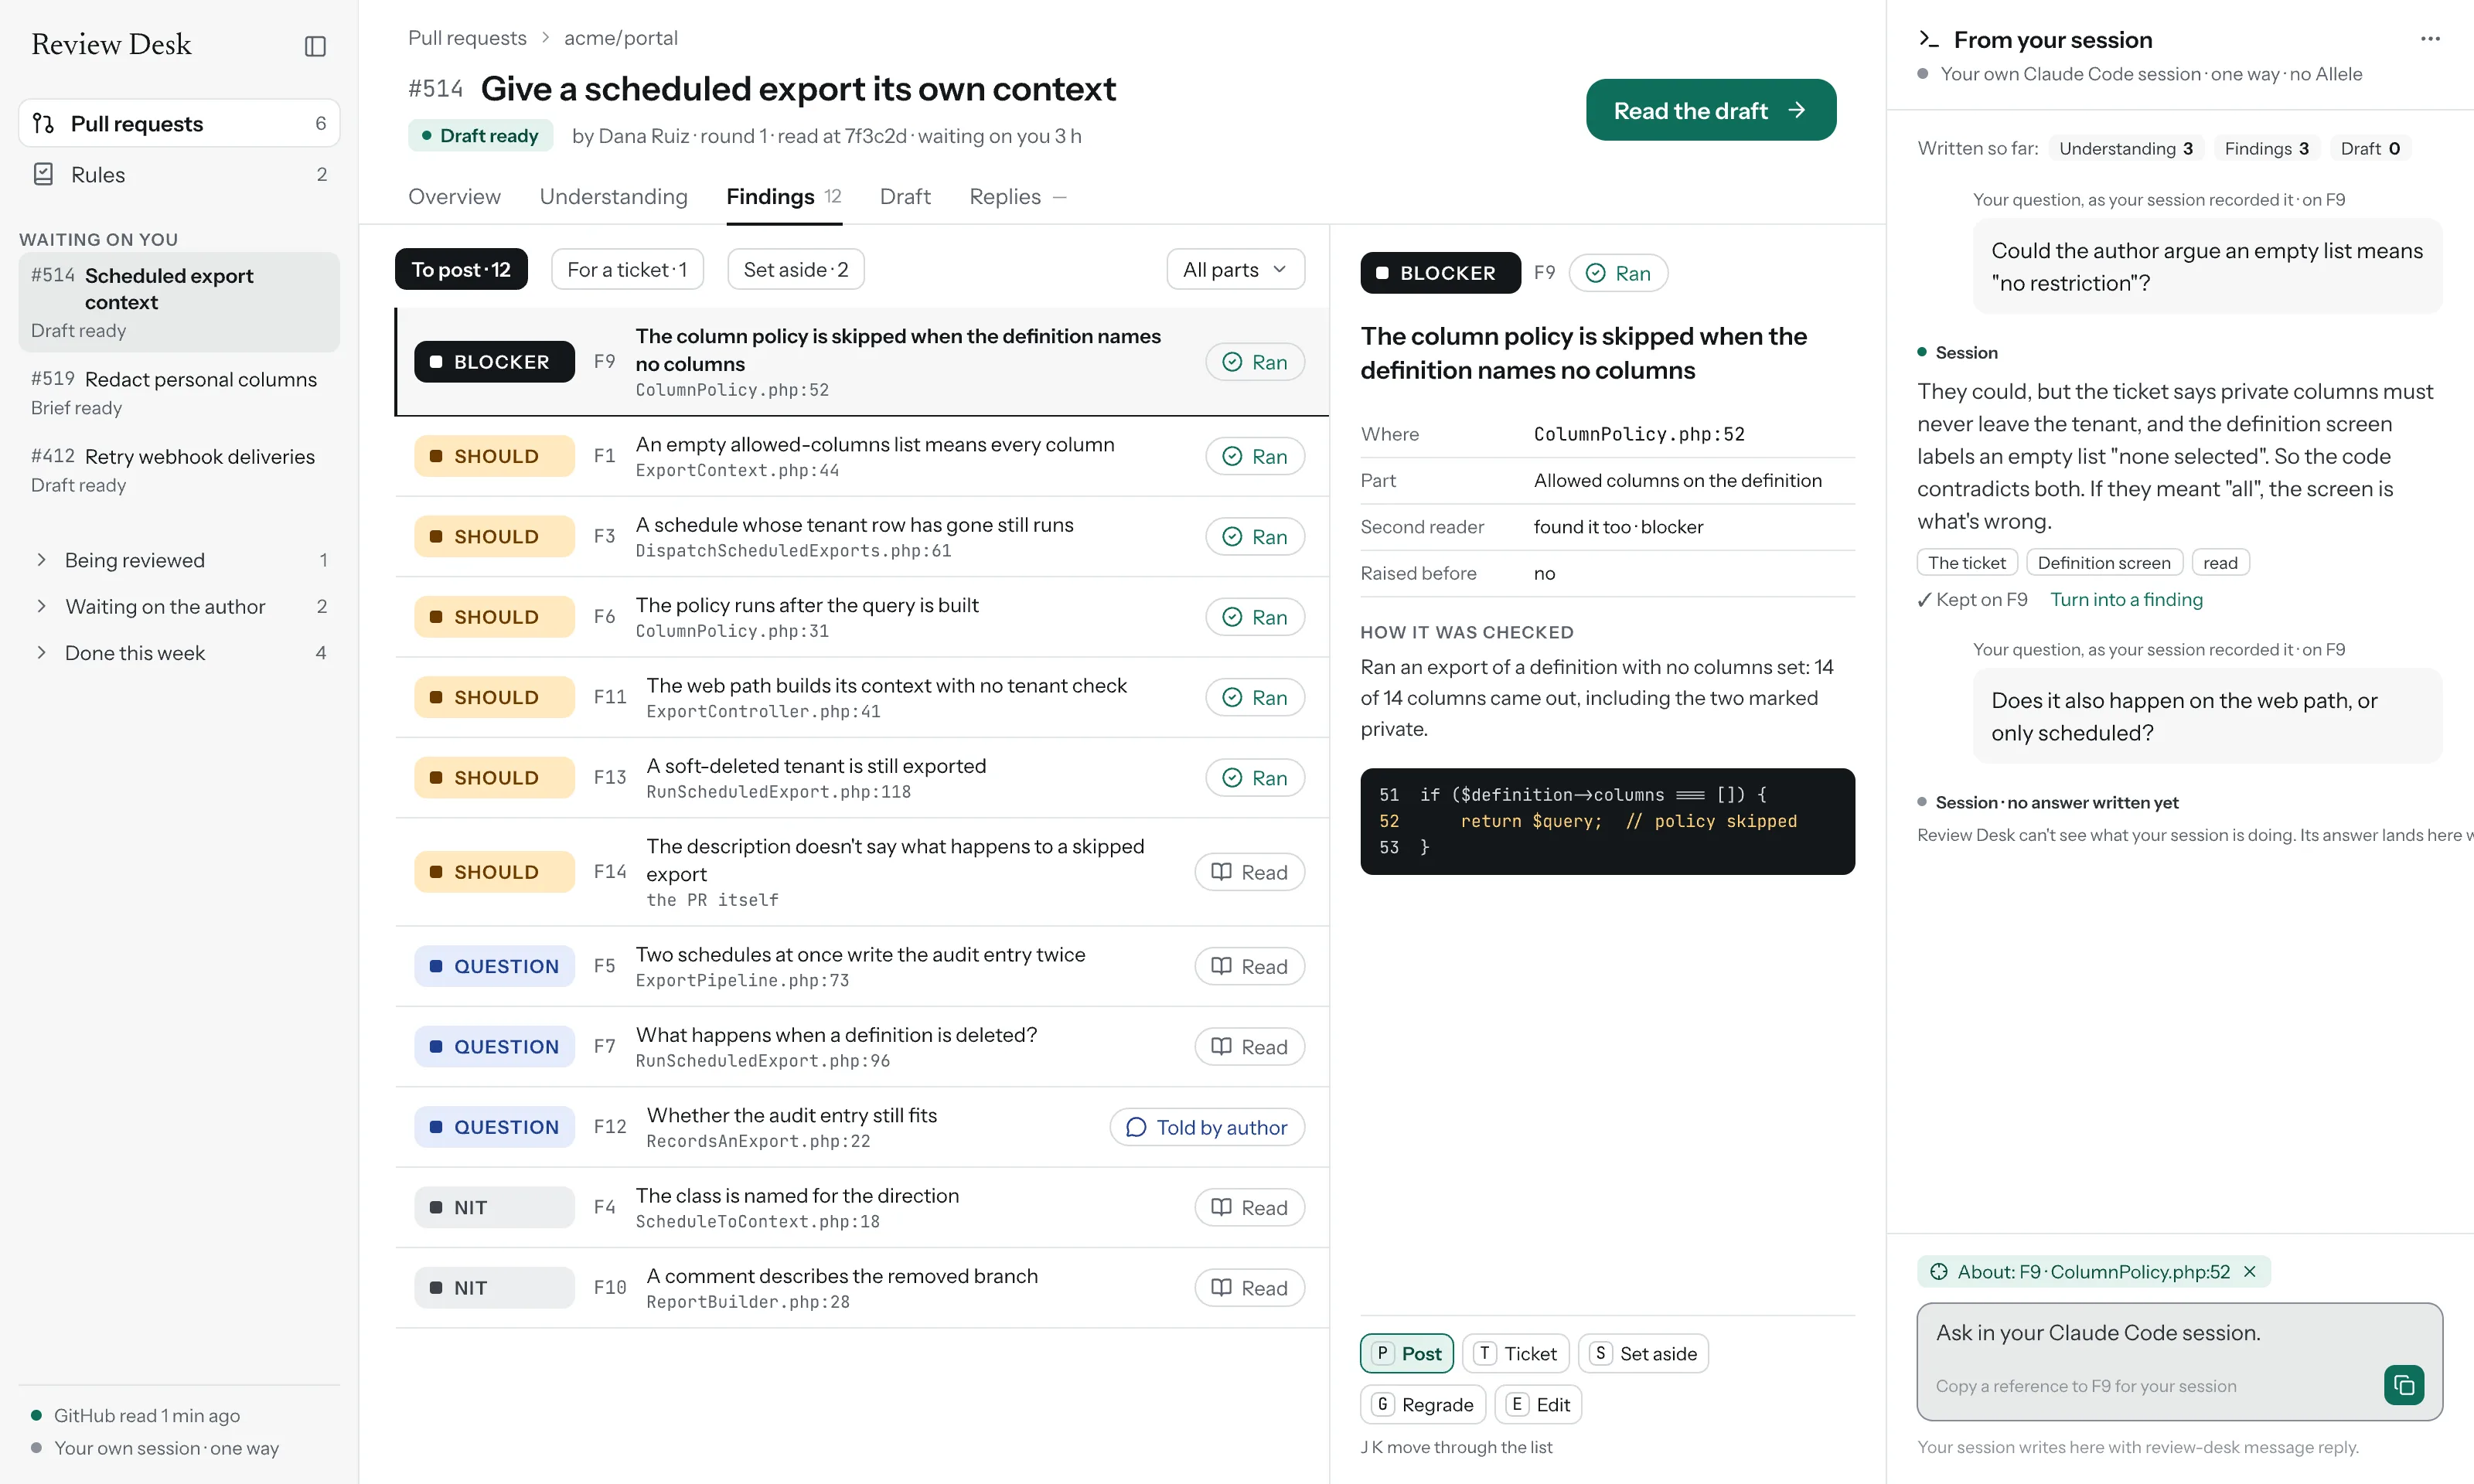 Review Desk
Pull requests 6
Rules 2
WAITING ON YOU
#514 Scheduled export
context
Draft ready
#519 Redact personal columns
Brief ready
#412 Retry webhook deliveries
Draft ready
Being reviewed 1
Waiting on the author 2
Done this week 4
GitHub read 1 min ago
Your own session · one way
Pull requests > acme/portal
#514 Give a scheduled export its own context
Draft ready by Dana Ruiz · round 1 · read at 7f3c2d · waiting on you 3 h
Read the draft →
Overview Understanding Findings 12 Draft Replies —
To post · 12 For a ticket · 1 Set aside · 2 All parts
BLOCKER F9 The column policy is skipped when the definition names
no columns
ColumnPolicy.php:52
Ran
SHOULD F1 An empty allowed-columns list means every column
ExportContext.php:44
Ran
SHOULD F3 A schedule whose tenant row has gone still runs
DispatchScheduledExports.php:61
Ran
SHOULD F6 The policy runs after the query is built
ColumnPolicy.php:31
Ran
SHOULD F11 The web path builds its context with no tenant check
ExportController.php:41
Ran
SHOULD F13 A soft-deleted tenant is still exported
RunScheduledExport.php:118
Ran
SHOULD F14 The description doesn't say what happens to a skipped
export
the PR itself
Read
QUESTION F5 Two schedules at once write the audit entry twice
ExportPipeline.php:73
Read
QUESTION F7 What happens when a definition is deleted?
RunScheduledExport.php:96
Read
QUESTION F12 Whether the audit entry still fits
RecordsAnExport.php:22
Told by author
NIT F4 The class is named for the direction
ScheduleToContext.php:18
Read
NIT F10 A comment describes the removed branch
ReportBuilder.php:28
Read
BLOCKER F9 Ran
The column policy is skipped when the
definition names no columns
Where ColumnPolicy.php:52
Part Allowed columns on the definition
Second reader found it too · blocker
Raised before no
HOW IT WAS CHECKED
Ran an export of a definition with no columns set: 14
of 14 columns came out, including the two marked
private.
51 if ($definition->columns === []) {
52 return $query; // policy skipped
53 }
P Post T Ticket S Set aside
G Regrade E Edit
J K move through the list
From your session
Your own Claude Code session · one way · no Allele
Written so far: Understanding 3 Findings 3 Draft 0
Your question, as your session recorded it · on F9
Could the author argue an empty list means
"no restriction"?
Session
They could, but the ticket says private columns must
never leave the tenant, and the definition screen
labels an empty list "none selected". So the code
contradicts both. If they meant "all", the screen is
what's wrong.
The ticket Definition screen read
✓ Kept on F9 Turn into a finding
Your question, as your session recorded it · on F9
Does it also happen on the web path, or
only scheduled?
Session · no answer written yet
Review Desk can't see what your session is doing. Its answer lands here
About: F9 · ColumnPolicy.php:52 ×
Ask in your Claude Code session.
Copy a reference to F9 for your session
Your session writes here with review-desk message reply.